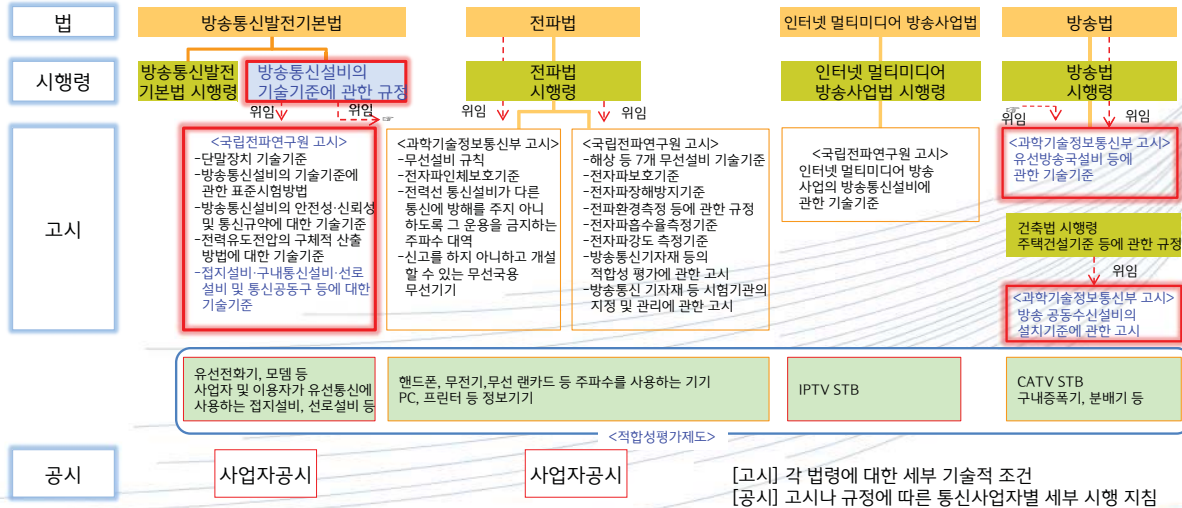 법
방송통신발전기본법
전파법
인터넷 멀티미디어 방송사업법
방송법
시행령
방송통신발전
기본법 시행령
방송통신설비의
기술기준에 관한 규정
전파법
시행령
인터넷 멀티미디어
방송사업법 시행령
방송법
시행령
위임
위임
위임
위임
위임
위임
고시
<국립전파연구원 고시>
-단말장치 기술기준
-방송통신설비의 기술기준에
관한 표준시험방법
-방송통신설비의 안전성·신뢰성
및 통신규약에 대한 기술기준
-전력유도전압의 구체적 산출
방법에 대한 기술기준
-접지설비·구내통신설비·선로
설비 및 통신공동구 등에 대한
기술기준
<과학기술정보통신부 고시>
-무선설비 규칙
-전자파인체보호기준
-전력선 통신설비가 다른
통신에 방해를 주지 아니
하도록 그 운용을 금지하는
주파수 대역
-신고를 하지 아니하고 개설
할 수 있는 무선국용
무선기기
<국립전파연구원 고시>
-해상 등 7개 무선설비 기술기준
-전자파보호기준
-전자파장해방지기준
-전파환경측정 등에 관한 규정
-전자파흡수율측정기준
-전자파강도 측정기준
-방송통신기자재 등의
적합성 평가에 관한 고시
-방송통신 기자재 등 시험기관의
지정 및 관리에 관한 고시
<국립전파연구원 고시>
인터넷 멀티미디어 방송
사업의 방송통신설비에
관한 기술기준
<과학기술정보통신부 고시>
유선방송국설비 등에
관한 기술기준
건축법 시행령
주택건설기준 등에 관한 규정
위임
<과학기술정보통신부 고시>
방송 공동수신설비의
설치기준에 관한 고시
유선전화기, 모뎀 등
사업자 및 이용자가 유선통신에
사용하는 접지설비, 선로설비 등
핸드폰, 무전기,무선 랜카드 등 주파수를 사용하는 기기
PC, 프린터 등 정보기기
IPTV STB
CATV STB
구내증폭기, 분배기 등
<적합성평가제도>
공시
사업자공시
사업자공시
[고시] 각 법령에 대한 세부 기술적 조건
[공시] 고시나 규정에 따른 통신사업자별 세부 시행 지침